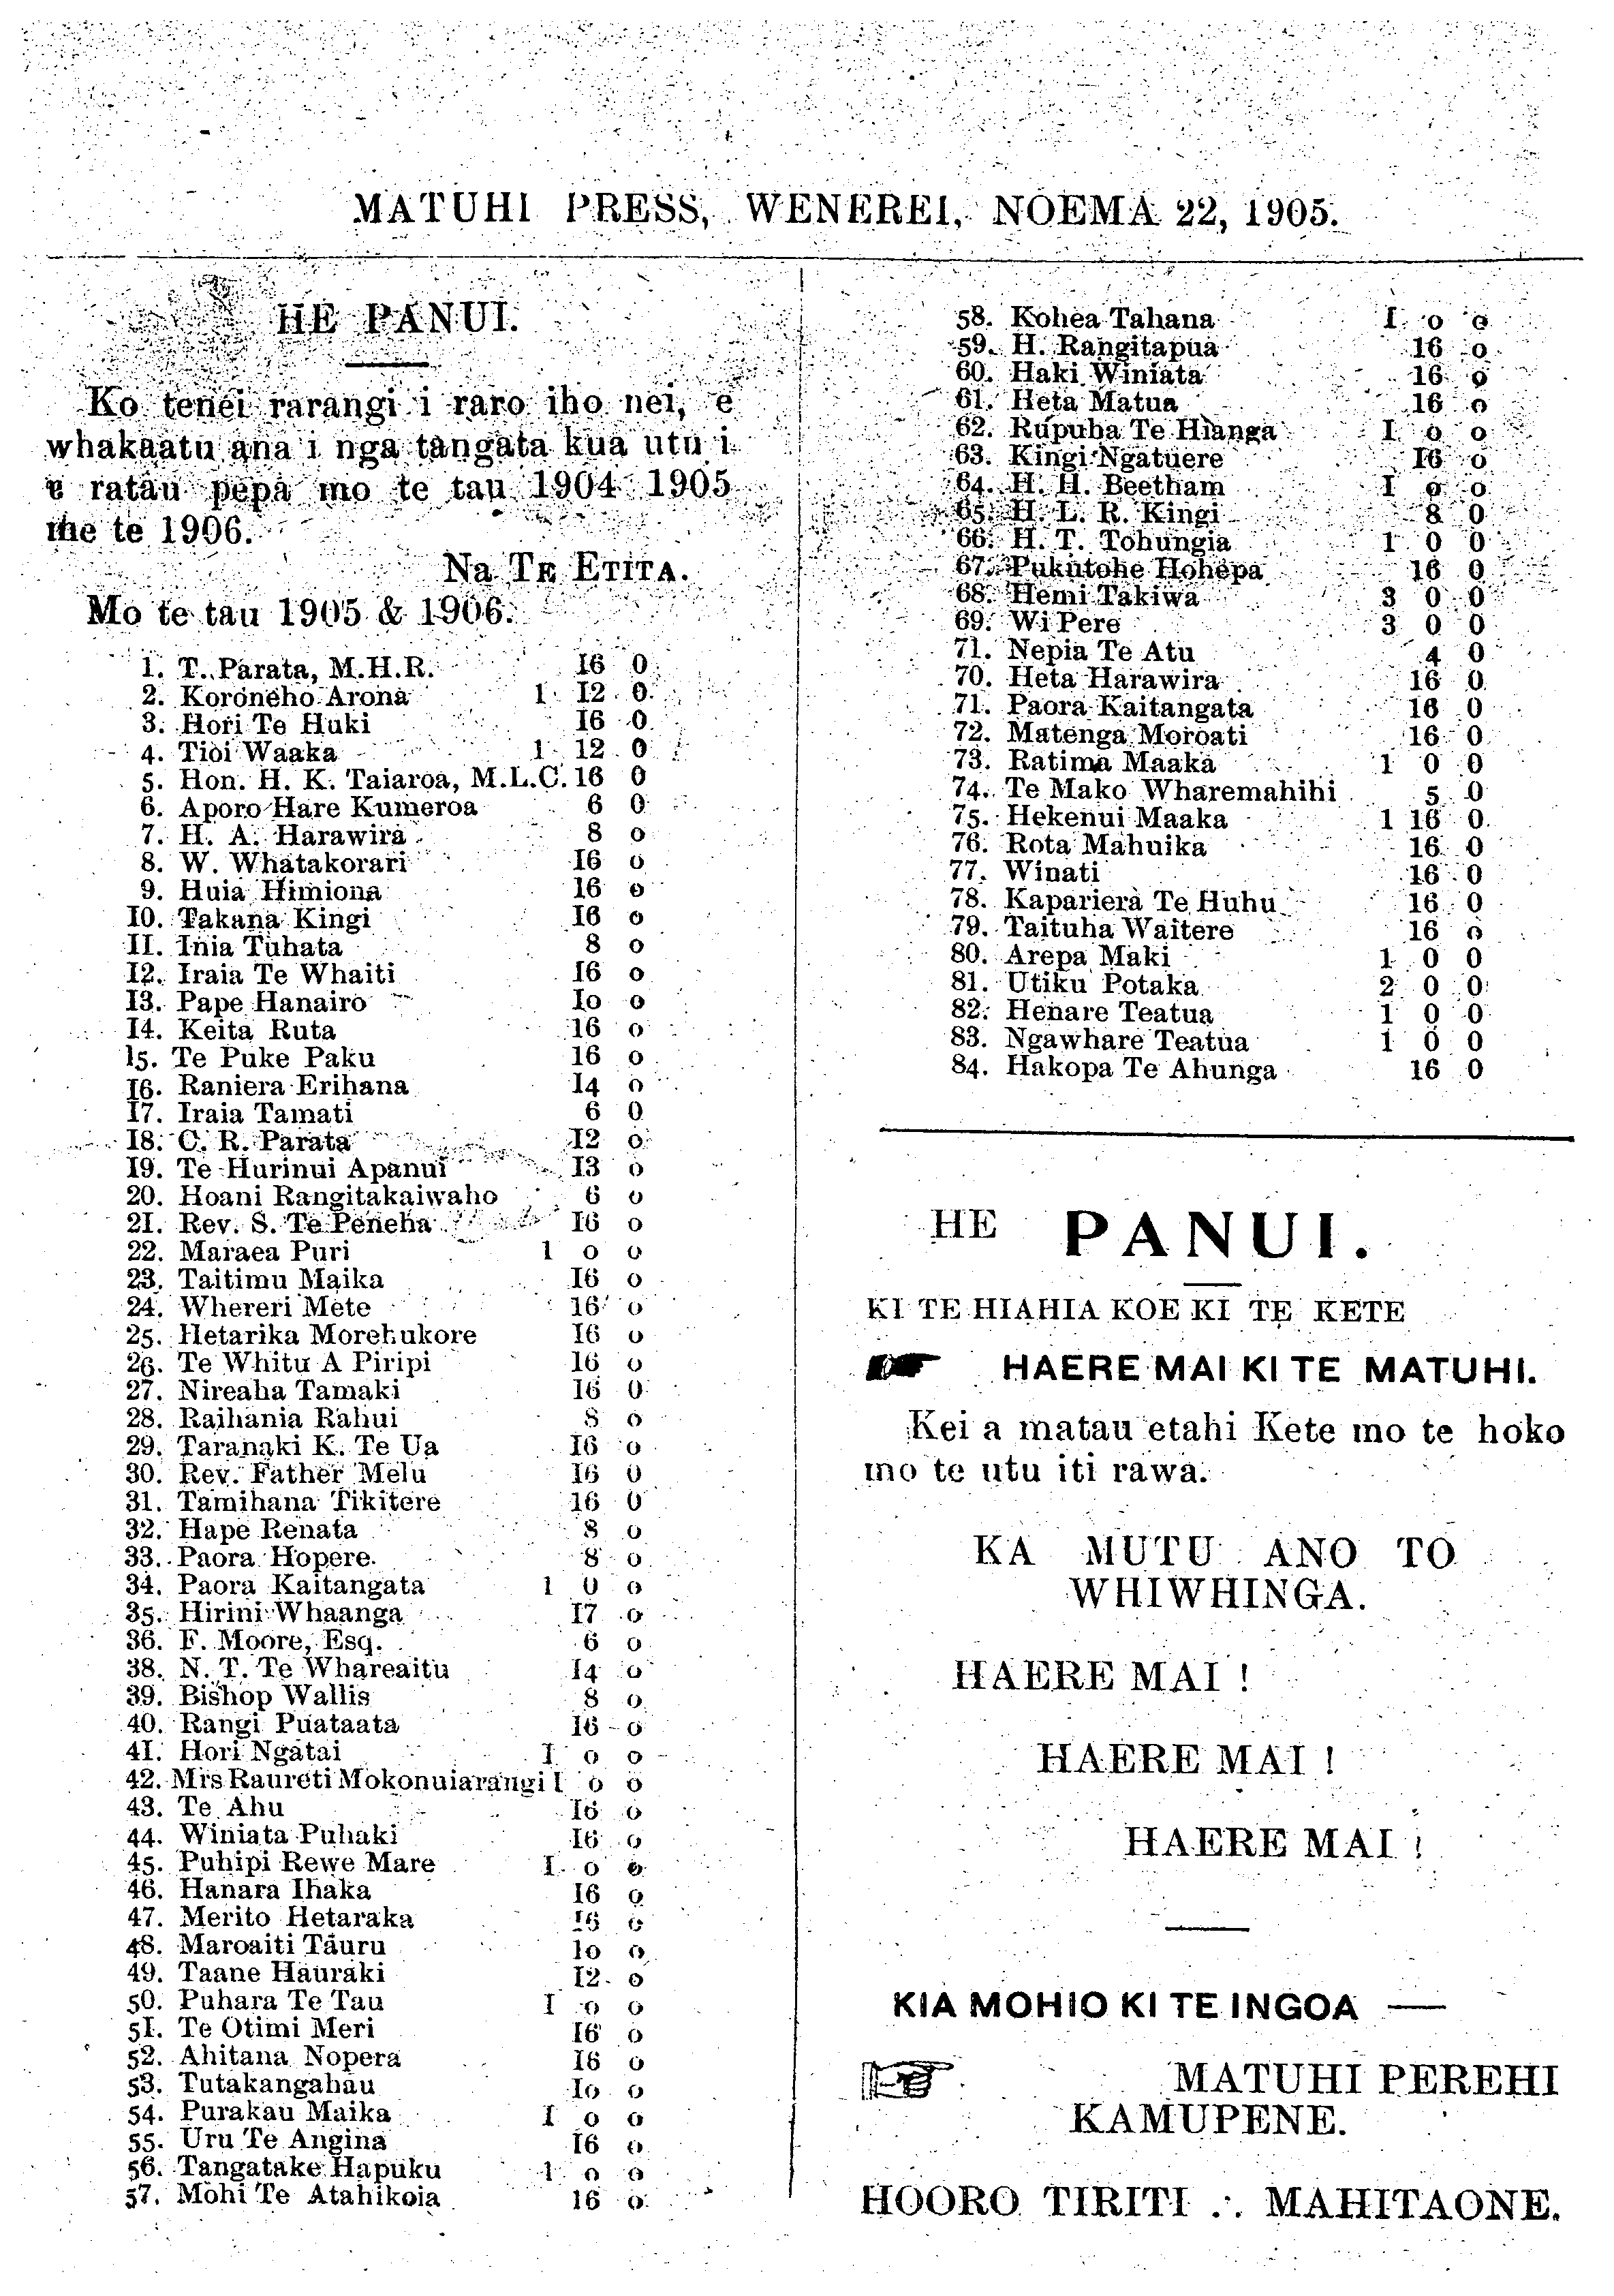 MATUHI PRESS, WENEREI, NOEMA 22, 1905.
HE PANUI.
Ko tenei rarangi i raro iho nei, e
whakaatu ana i nga tangata kua utu i
e ratau pepa mo te tau 1904 1905
me te 1906.
NA TE ETITA.
Mo te tau 1905 & 1906.
1. T. Parata, M.H.R. 16 0
2. Koroneho Arona 1 12 0
3. Hori Te Huki 16 0
4. Tioi Waaka 1 12 0
5. Hon. H. K. Taiaroa, M.L.C. 16 0
6. Aporo Hare Kumeroa 6 0
7. H. A. Harawira 8 0
8. W. Whatakorari 16 0
9. Huia Himiona 16 0
10. Takana Kingi 16 0
11. Inia Tuhata 8 0
12. Iraia Te Whaiti 16 0
13. Pape Hanairo 10 0
14. Keita Ruta 16 0
15. Te Puke Paku 16 0
16. Raniera Erihana 14 0
17. Iraia Tamati 6 0
18. C. R. Parata 12 0
19. Te Hurinui Apanui 13 0
20. Hoani Rangitakaiwaho 6 0
21. Rev. S. Te Peneha 16 0
22. Maraea Puri 1 0 0
23. Taitimu Maika 16 0
24. Whereri Mete 16 0
25. Hetarika Morehukore 16 0
26. Te Whitu A Piripi 16 0
27. Nireaha Tamaki 16 0
28. Raihania Rahui 8 0
29. Taranaki K. Te Ua 16 0
30. Rev. Father Melu 16 0
31. Tamihana Tikitere 16 0
32. Hape Renata 8 0
33. Paora Hopere. 8 0
34. Paora Kaitangata 1 0 0
35. Hirini Whaanga 17 0
36. F. Moore, Esq. 6 0
38. N. T. Te Whareaitu 14 0
39. Bishop Wallis 8 0
40. Rangi Puataata 16 0
41. Hori Ngatai 1 0 0
42. Mrs Raureti Mokonuiarangi 1 0 0
43. Te Ahu 16 0
44. Winiata Puhaki 16 0
45. Puhipi Rewe Mare 1 0 0
46. Hanara Ihaka 16 0
47. Merito Hetaraka 16 0
48. Maroaiti Tauru 10 0
49. Taane Hauraki 12 0
50. Puhara Te Tau 1 0 0
51. Te Otimi Meri 16 0
52. Ahitana Nopera 16 0
53. Tutakangahau 10 0
54. Purakau Maika 1 0 0
55. Uru Te Angina 16 0
56. Tangatake Hapuku 1 0 0
57. Mohi Te Atahikoia 16 0
58. Kohea Tahana 1 0 0
59. H. Rangitapua 16 0
60. Haki Winiata 16 0
61. Heta Matua 16 0
62. Rupuha Te Hianga 1 0 0
63. Kingi Ngatuere 16 0
64. H. H. Beetham 1 0 0
65. H. L. R. Kingi 8 0
66. H. T. Tohungia 1 0 0
67. Pukutohe Hohepa 16 0
68. Hemi Takiwa 3 0 0
69. Wi Pere 3 0 0
71. Nepia Te Atu 4 0
70. Heta Harawira 16 0
71. Paora Kaitangata 16 0
72. Matenga Moroati 16 0
73. Ratima Maaka 1 0 0
74. Te Mako Wharemahihi 5 0
75. Hekenui Maaka 1 16 0
76. Rota Mahuika 16 0
77. Winati 16 0
78. Kapariera Te Huhu 16 0
79. Taituha Waitere 16 0
80. Arepa Maki 1 0 0
81. Utiku Potaka 2 0 0
82. Henare Teatua 1 0 0
83. Ngawhare Teatua 1 0 0
84. Hakopa Te Ahunga 16 0
HE PANUI.
KI TE HIAHIA KOE KI TE KETE
HAERE MAI KI TE MATUHI.
Kei a matau etahi Kete mo te hoko
mo te utu iti rawa.
KA MUTU ANO TO
WHIWHINGA.
HAERE MAI !
HAERE MAI !
HAERE MAI !
KIA MOHIO KI TE INGOA —
MATUHI PEREHI
KAMUPENE.
HOORO TIRITI ∴ MAHITAONE.